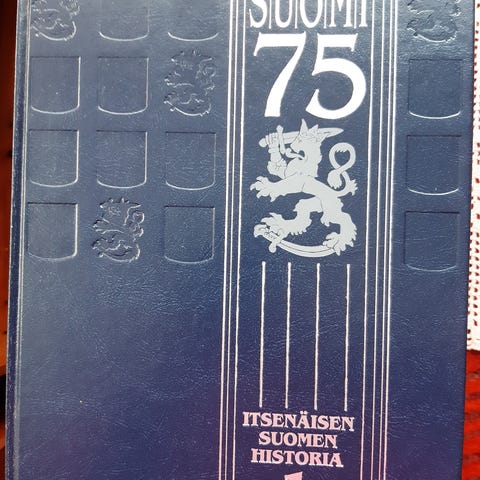 SUOMI
75
ITSENÄISEN
SUOMEN
HISTORIA